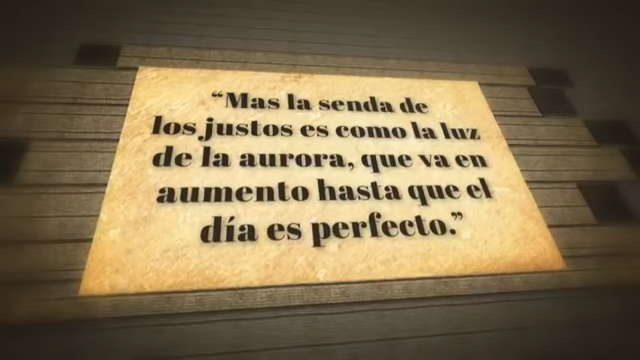 “Mas la senda de
los justos es como la luz
de la aurora, que va en
aumento hasta que el
día es perfecto.”